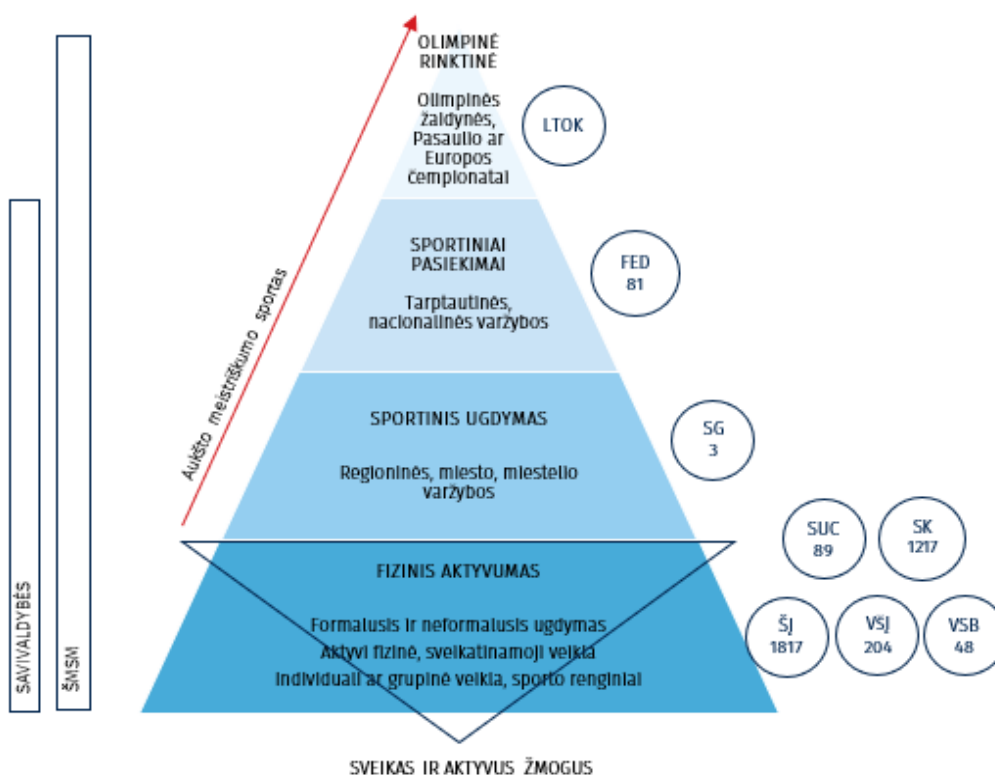 OLIMPINĖ
RINKTINĖ
Olimpinės
žaidynės,
Pasaulio ar
Europos
čempionatai
LTOK
SPORTINIAI
PASIEKIMAI
Tarptautinės,
nacionalinės varžybos
FED
81
Aukšto meistriškumo sportas
SPORTINIS UGDYMAS
Regioninės, miesto, miestelio
varžybos
SG
3
SUC
89
SK
1217
FIZINIS AKTYVUMAS
Formalusis ir neformalusis ugdymas
Aktyvi fizinė, sveikatinamoji veikla
Individuali ar grupinė veikla, sporto renginiai
ŠĮ
1817
VŠĮ
204
VSB
48
SAVIVALDYBĖS
ŠMSM
SVEIKAS IR AKTYVUS ŽMOGUS